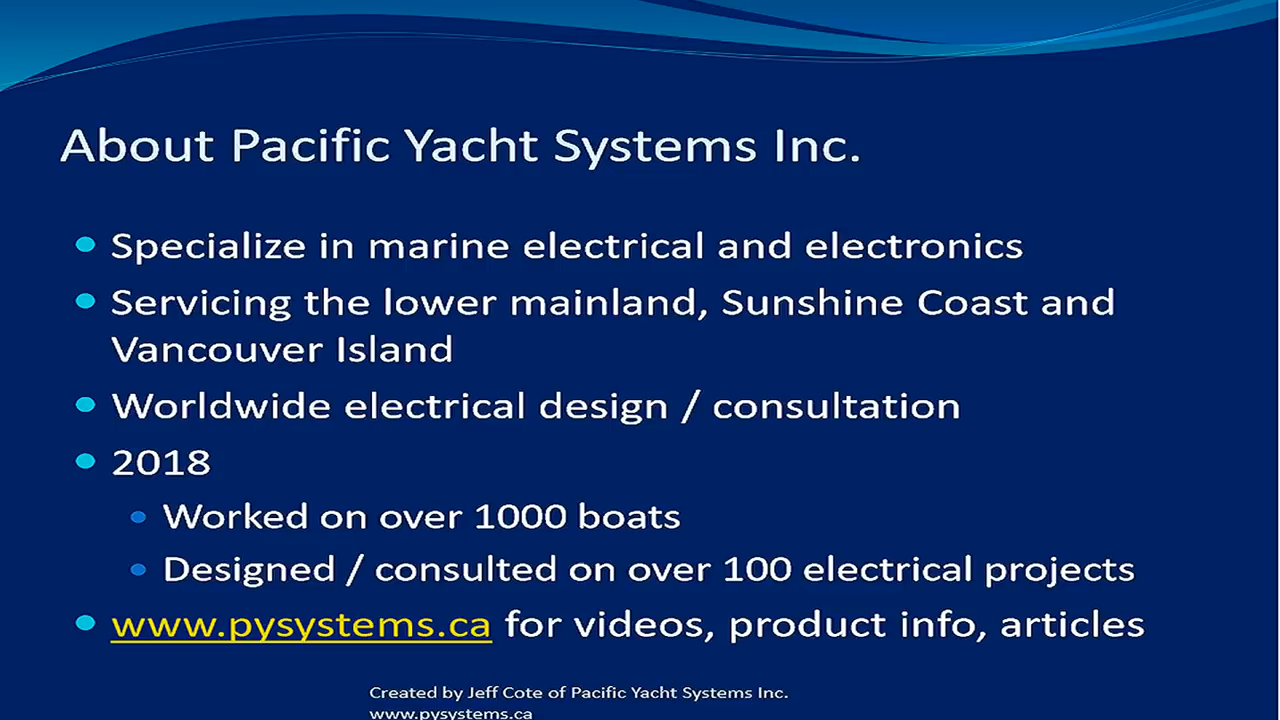 About Pacific Yacht Systems Inc.
Specialize in marine electrical and electronics
Servicing the lower mainland, Sunshine Coast and
Vancouver Island
Worldwide electrical design / consultation
2018
Worked on over 1000 boats
Designed / consulted on over 100 electrical projects
www.pysystems.ca for videos, product info, articles
Created by Jeff Cote of Pacific Yacht Systems Inc.
www.pysystems.ca